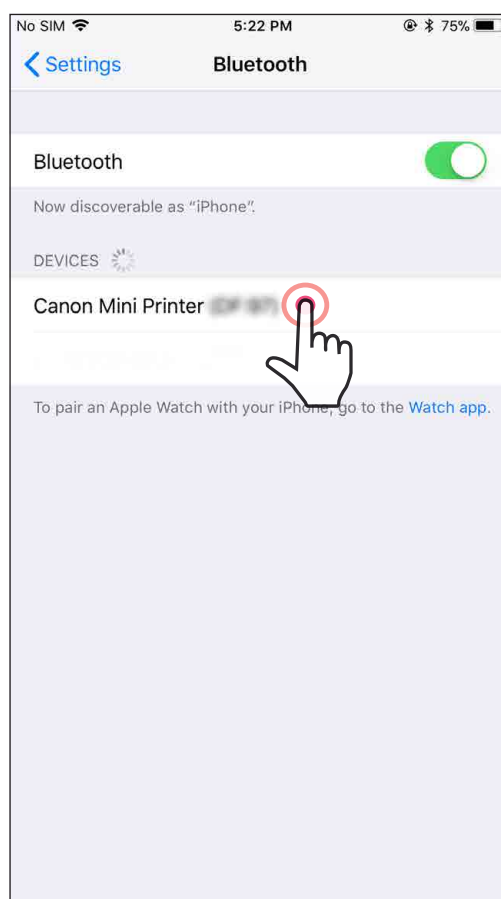 No SIM 5:22 PM 75%
Settings Bluetooth
Bluetooth
Now discoverable as “iPhone”.
DEVICES
Canon Mini Printer
To pair an Apple Watch with your iPhone, go to the Watch app.